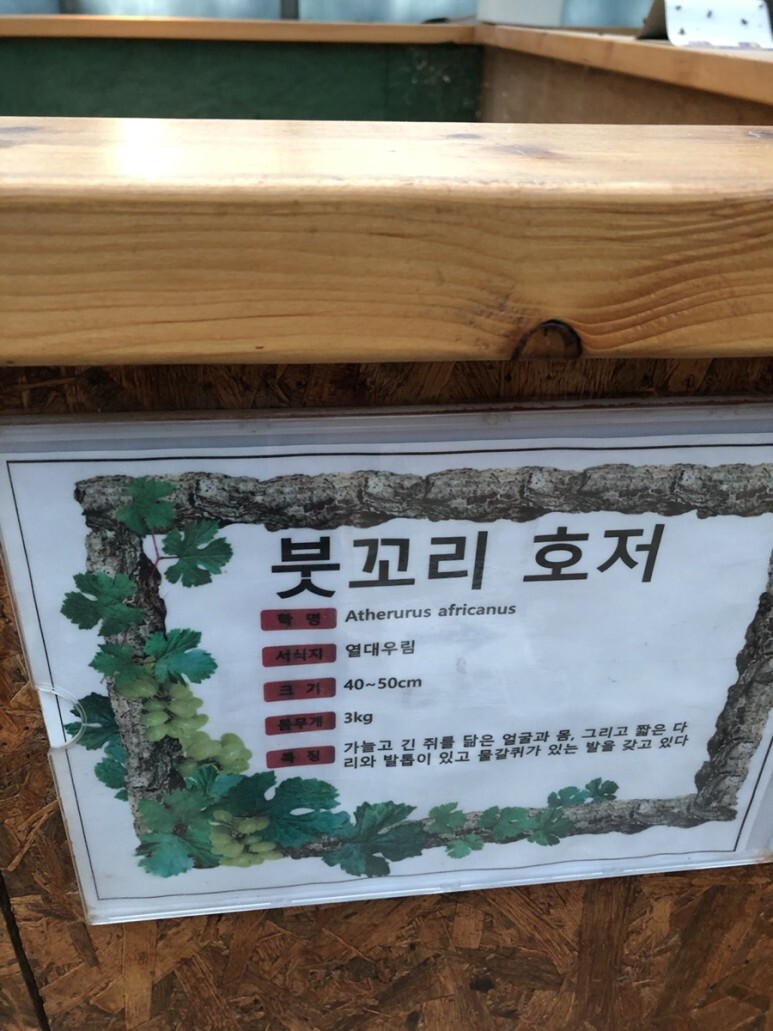 붓꼬리 호저
학 명 Atherurus africanus
서식지 열대우림
크 기 40~50cm
몸무게 3kg
특 징 가늘고 긴 쥐를 닮은 얼굴과 몸, 그리고 짧은 다
리와 발톱이 있고 물갈퀴가 있는 발을 갖고 있다